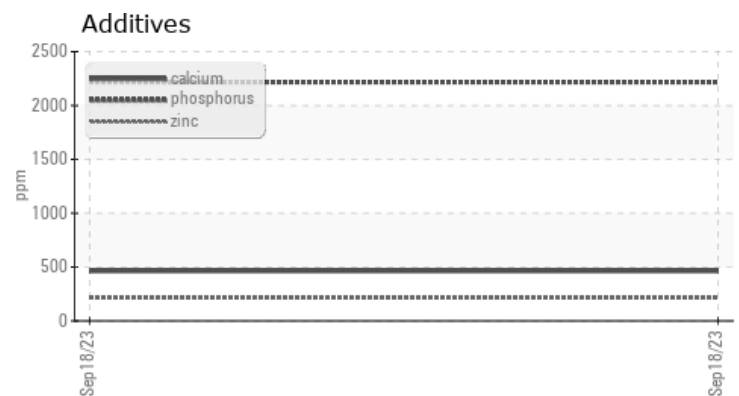 Additives
2500
2000
1500
1000
500
0
ppm
calcium
phosphorus
zinc
Sep18/23
Sep18/23